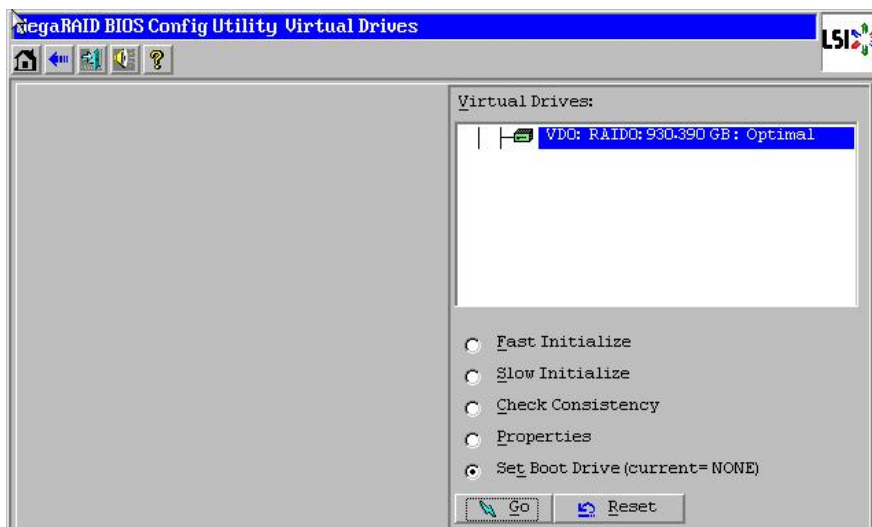 MegaRAID BIOS Config Utility Virtual Drives
LSI
Virtual Drives:
VD0: RAID0: 930.390 GB: Optimal
Fast Initialize
Slow Initialize
Check Consistency
Properties
Set Boot Drive (current= NONE)
Go
Reset